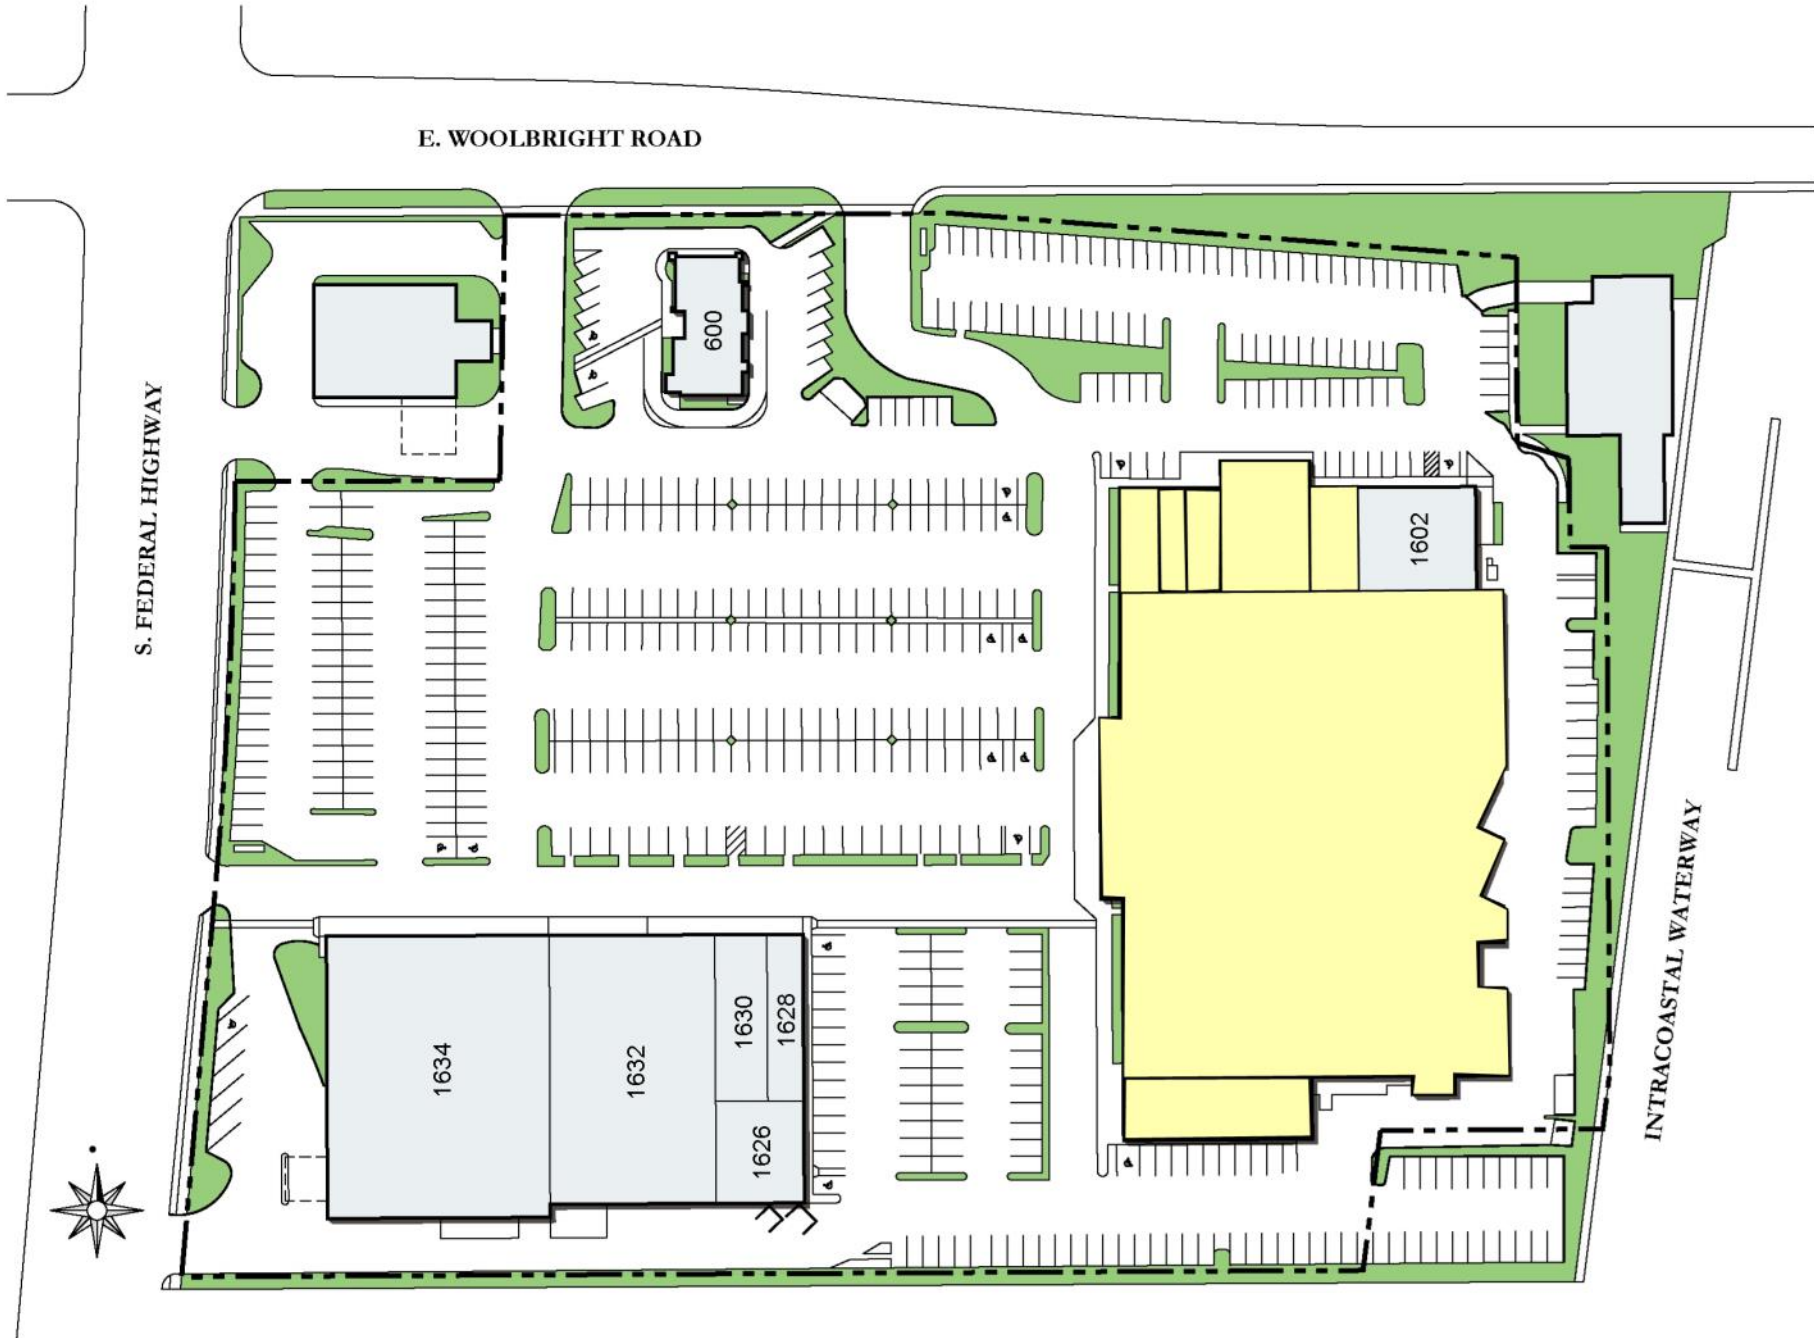 E. WOOLBRIGHT ROAD
600
S. FEDERAL HIGHWAY
1602
INTRACOASTAL WATERWAY
1634
1632
1630
1628
1626